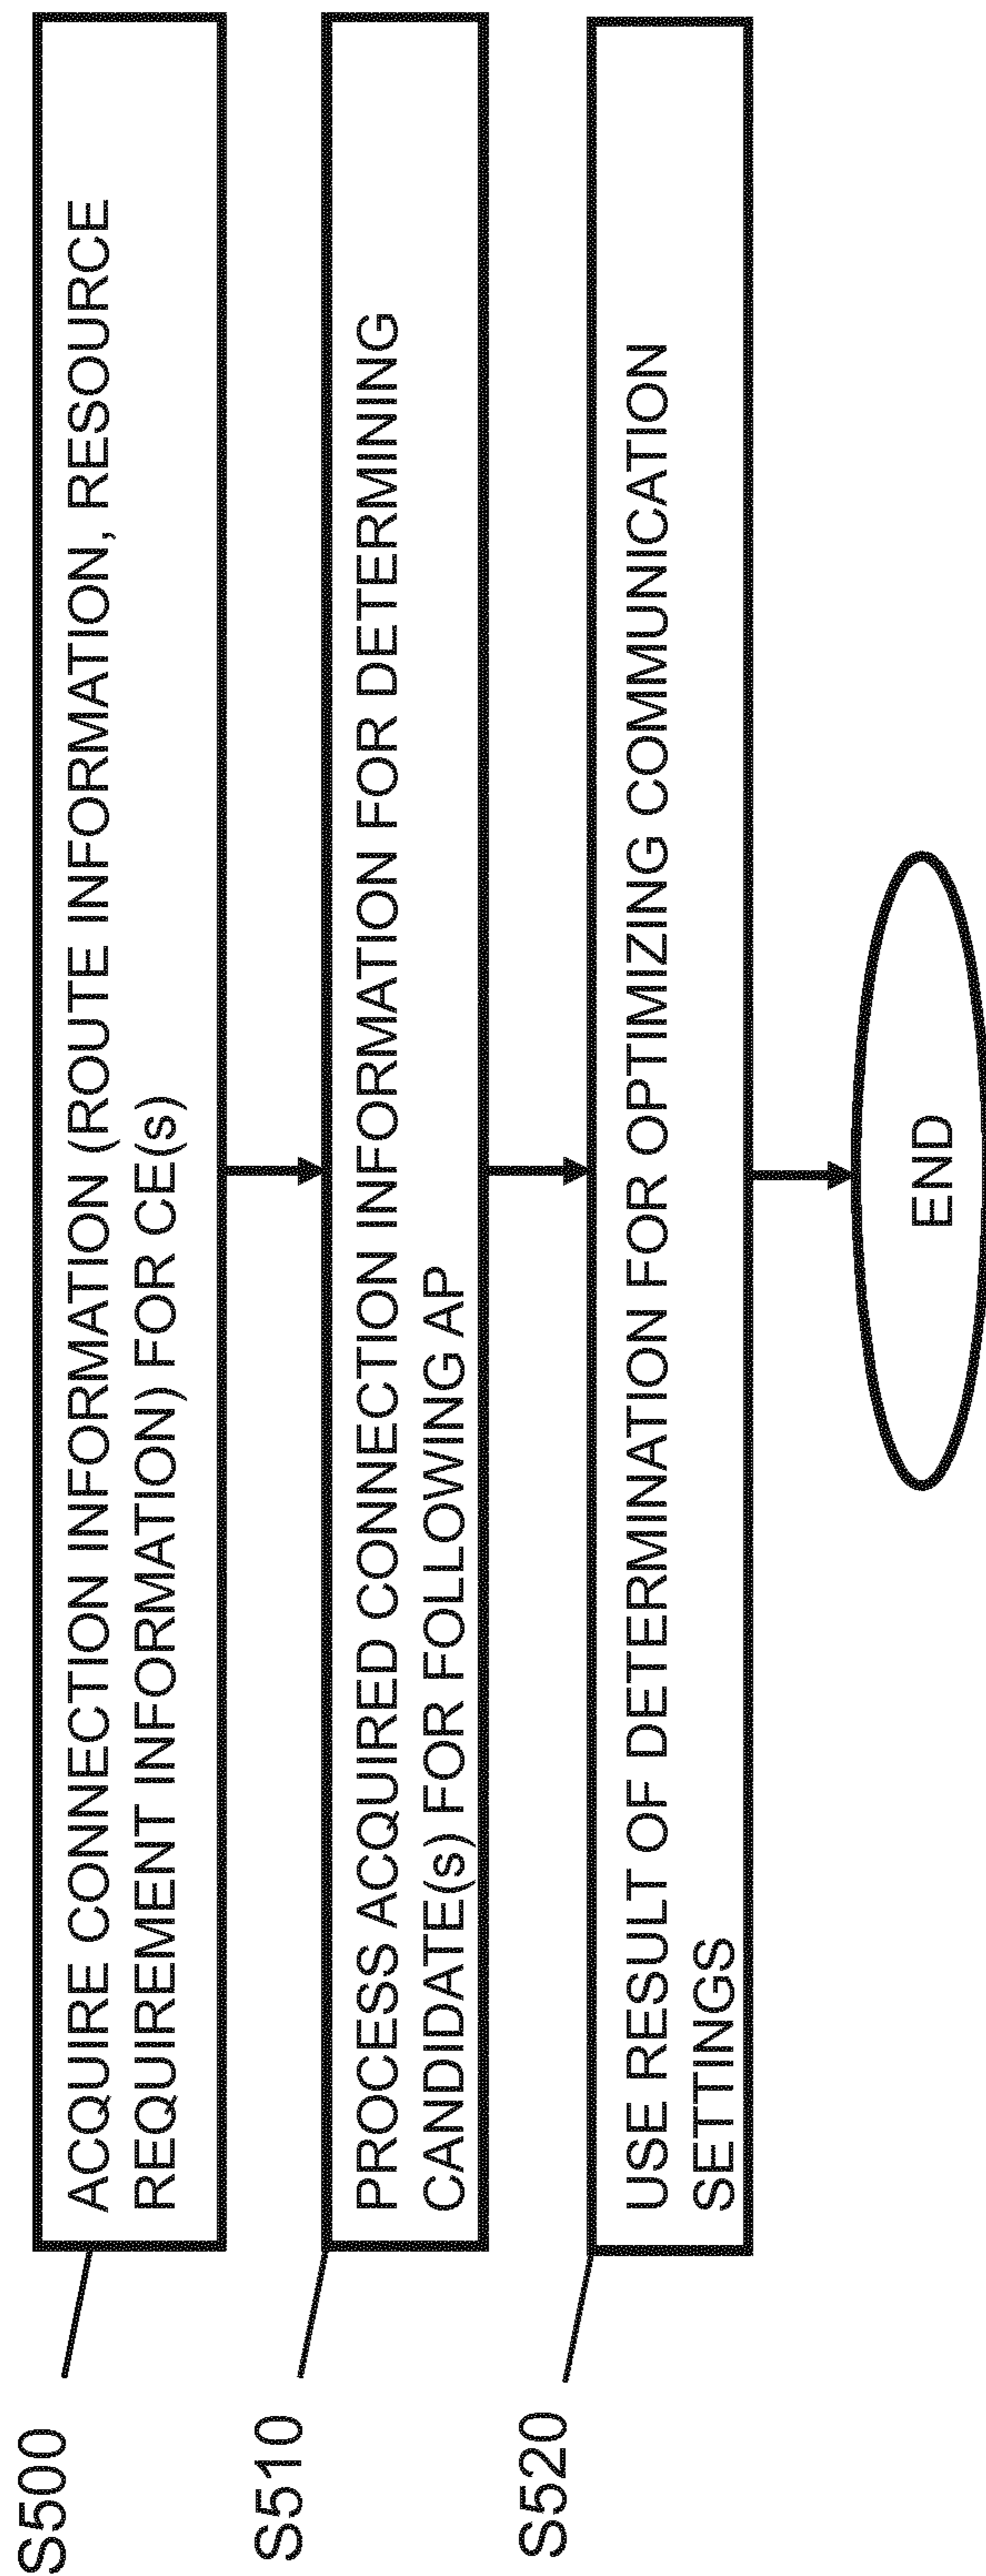 S500
ACQUIRE CONNECTION INFORMATION (ROUTE INFORMATION, RESOURCE
REQUIREMENT INFORMATION) FOR CE(s)
S510
PROCESS ACQUIRED CONNECTION INFORMATION FOR DETERMINING
CANDIDATE(s) FOR FOLLOWING AP
S520
USE RESULT OF DETERMINATION FOR OPTIMIZING COMMUNICATION
SETTINGS
END